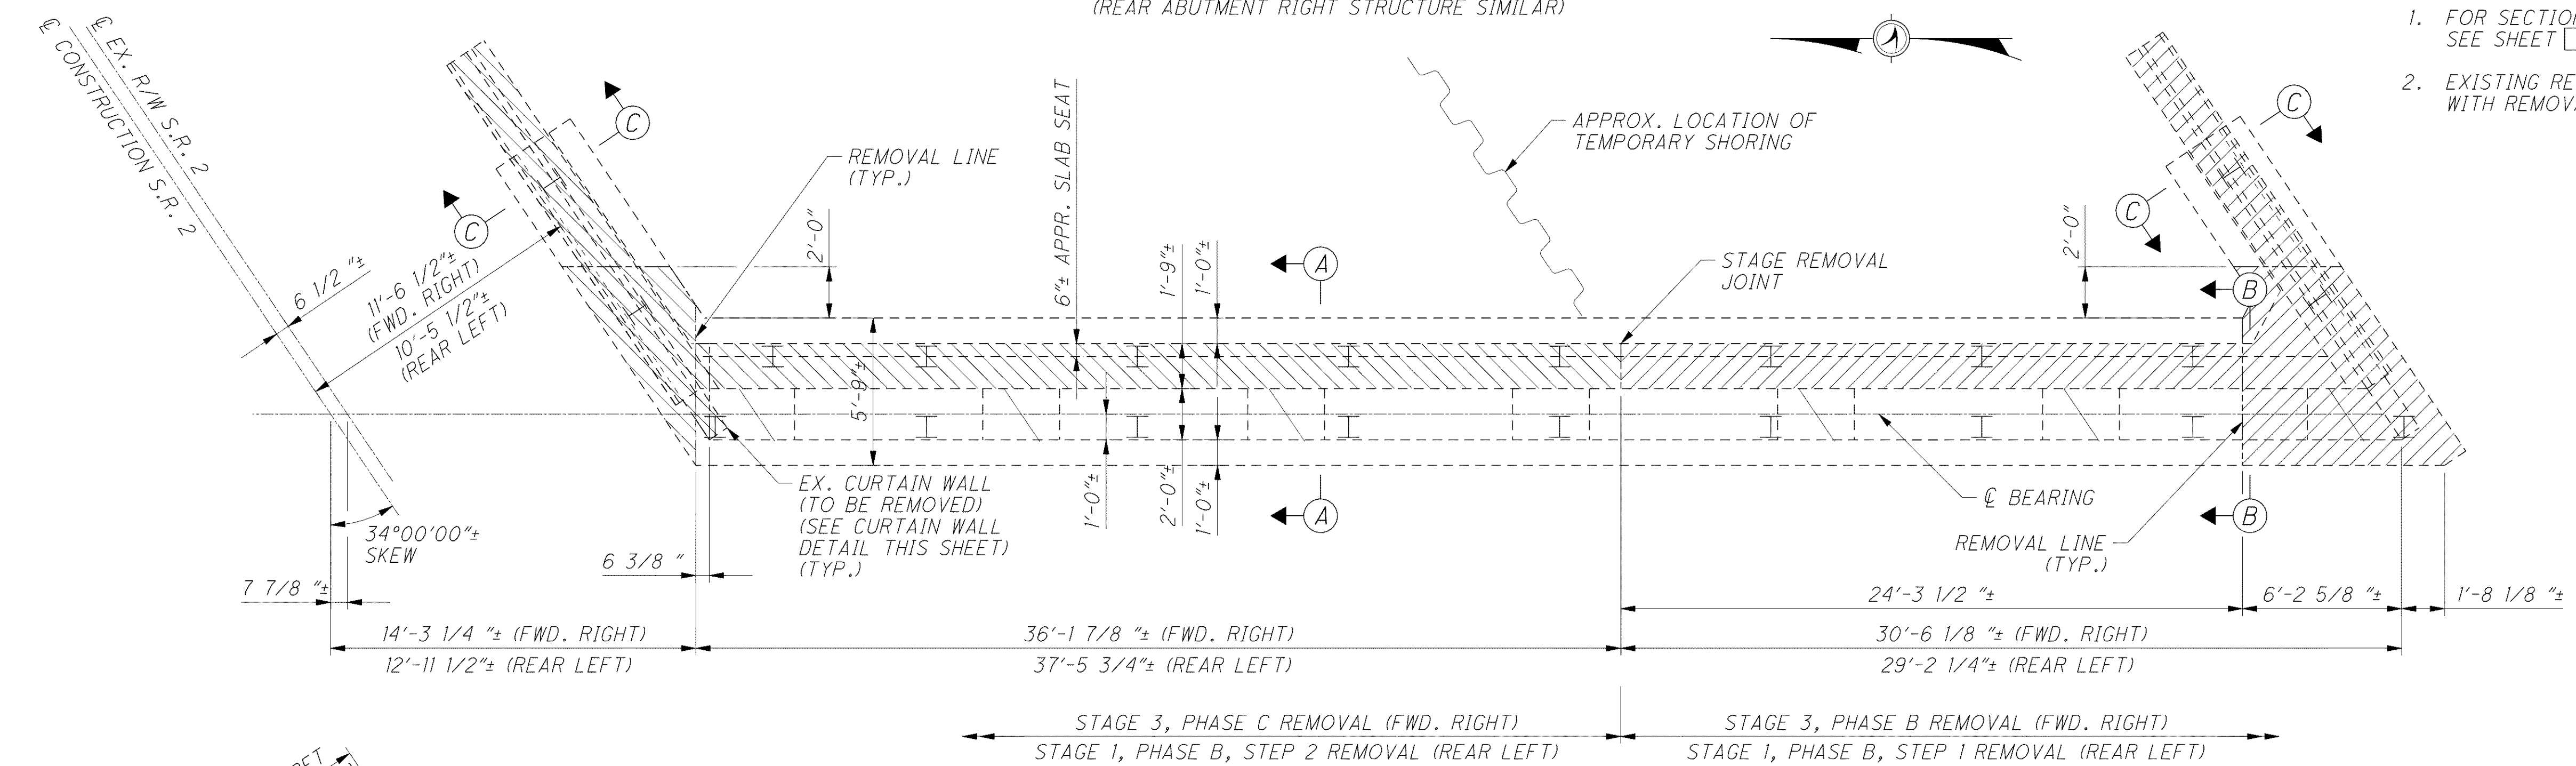 (REAR ABUTMENT RIGHT STRUCTURE SIMILAR)
1. FOR SECTION
SEE SHEET
2. EXISTING RE
WITH REMOV
℄ EX. R/W S.R. 2
℄ CONSTRUCTION S.R. 2
C
C
REMOVAL LINE
(TYP.)
2'-0"
6"± APPR. SLAB SEAT
1'-9"±
1'-0"±
A
APPROX. LOCATION OF
TEMPORARY SHORING
STAGE REMOVAL
JOINT
C
C
2'-0"
B
6 1/2 "±
11'-6 1/2"±
(FWD. RIGHT)
10'-5 1/2"±
(REAR LEFT)
5'-9"±
34°00'00"±
SKEW
EX. CURTAIN WALL
(TO BE REMOVED)
(SEE CURTAIN WALL
DETAIL THIS SHEET)
(TYP.)
1'-0"±
2'-0"±
1'-0"±
A
℄ BEARING
REMOVAL LINE
(TYP.)
B
6 3/8 "
7 7/8 "±
24'-3 1/2 "±
6'-2 5/8 "±
1'-8 1/8 "±
14'-3 1/4 "± (FWD. RIGHT)
12'-11 1/2"± (REAR LEFT)
36'-1 7/8 "± (FWD. RIGHT)
37'-5 3/4"± (REAR LEFT)
30'-6 1/8 "± (FWD. RIGHT)
29'-2 1/4"± (REAR LEFT)
STAGE 3, PHASE C REMOVAL (FWD. RIGHT)
STAGE 1, PHASE B, STEP 2 REMOVAL (REAR LEFT)
STAGE 3, PHASE B REMOVAL (FWD. RIGHT)
STAGE 1, PHASE B, STEP 1 REMOVAL (REAR LEFT)